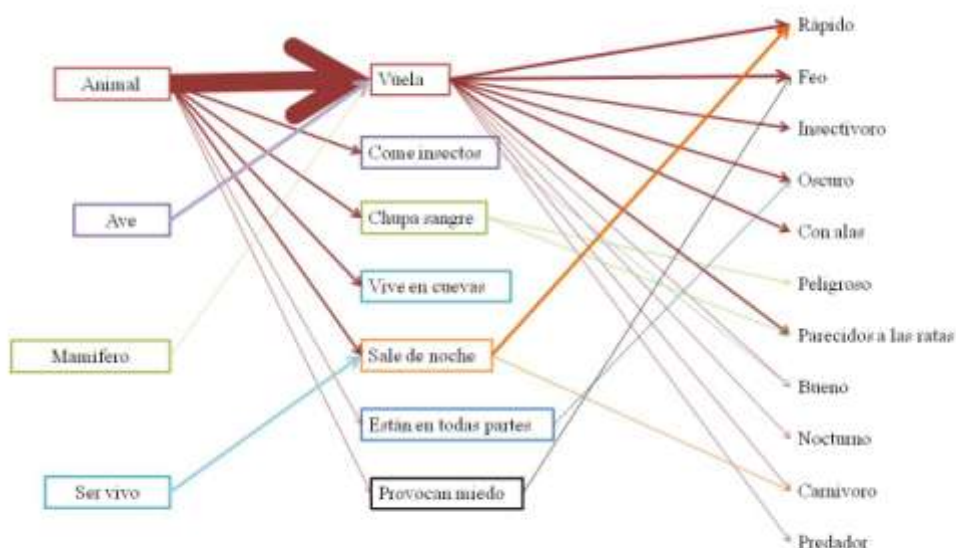 Animal
Ave
Mamífero
Ser vivo
Vuela
Come insectos
Chupa sangre
Vive en cuevas
Sale de noche
Están en todas partes
Provocan miedo
Rápido
Feo
Insectívoro
Oscuro
Con alas
Peligroso
Parecidos a las ratas
Bueno
Nocturno
Carnívoro
Predador